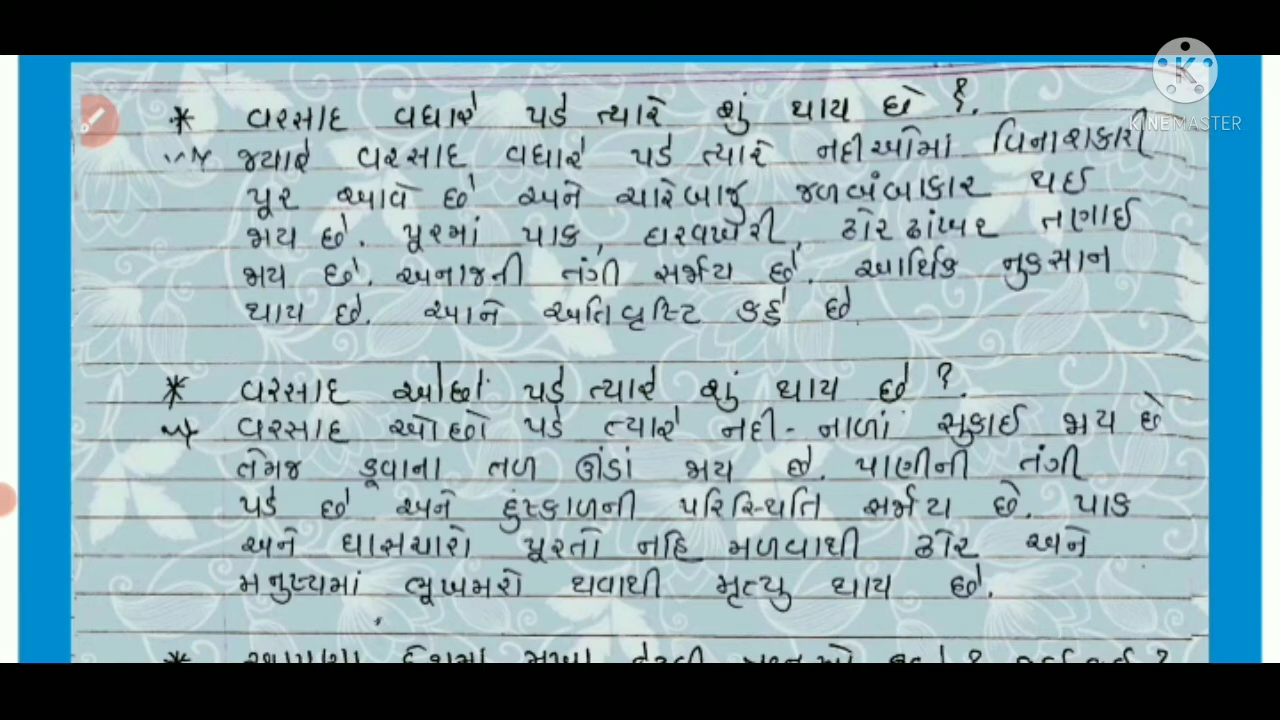 KINEMASTER
* વરસાદ વધારે પડે ત્યારે શું થાય છે ?.
જયારે વરસાદ વધારે પડે ત્યારે નદીઓમાં વિનાશકારી
પૂર આવે છે અને ચારેબાજુ જળબંબાકાર થઈ
જાય છે. પૂરમાં પાક, ઘરવખરી, ઢોરઢાંખર તણાઈ
જાય છે. અનાજની તંગી સર્જાય છે. આર્થિક નુકસાન
થાય છે. આને અતિવૃષ્ટિ કહે છે.
* વરસાદ ઓછો પડે ત્યારે શું થાય છે ?.
વરસાદ ઓછો પડે ત્યારે નદી-નાળાં સુકાઈ જાય છે
તેમજ કૂવાના તળ ઊંડાં જાય છે. પાણીની તંગી
પડે છે અને દુષ્કાળની પરિસ્થિતિ સર્જાય છે. પાક
અને ઘાસચારો પૂરતો નહિ મળવાથી ઢોર અને
મનુષ્યમાં ભૂખમરો થવાથી મૃત્યુ થાય છે.